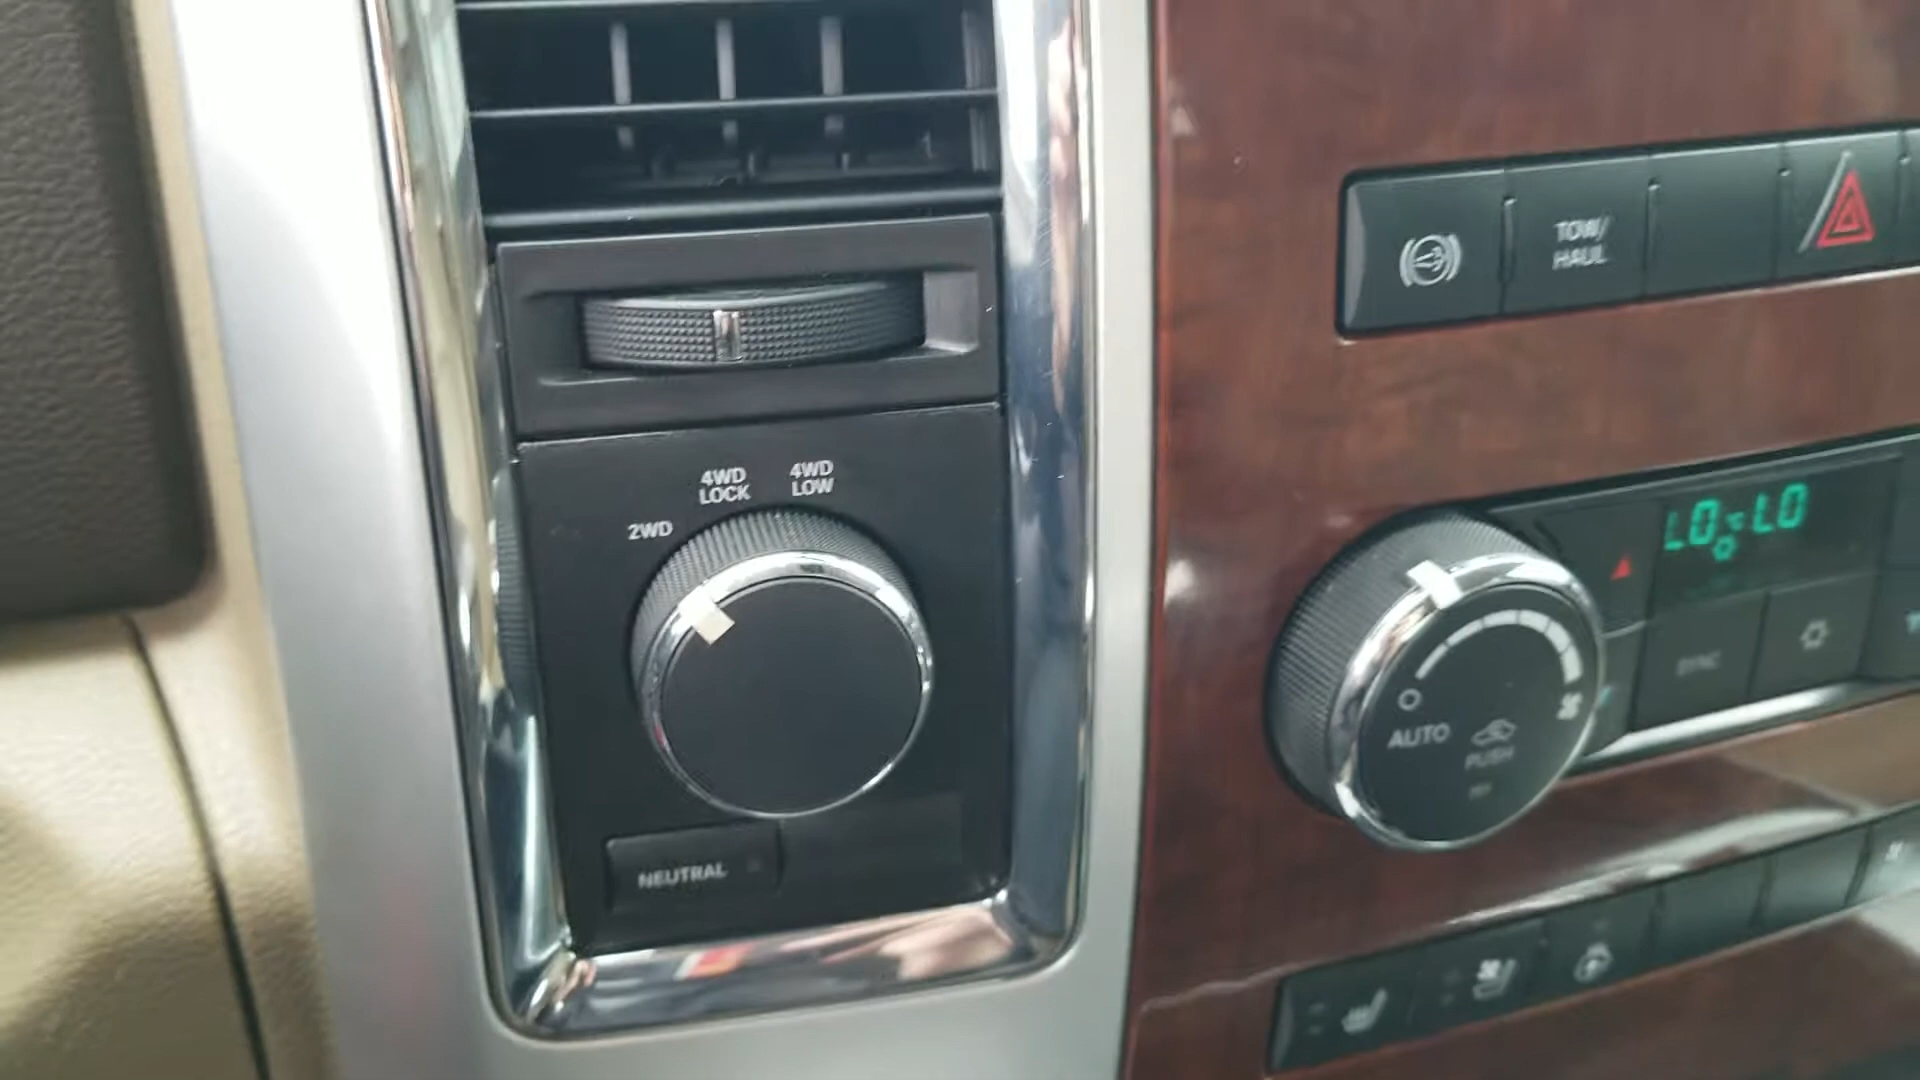 TOW/
HAUL
4WD
LOCK
4WD
LOW
2WD
LO LO
SYNC
AUTO
PUSH
NEUTRAL